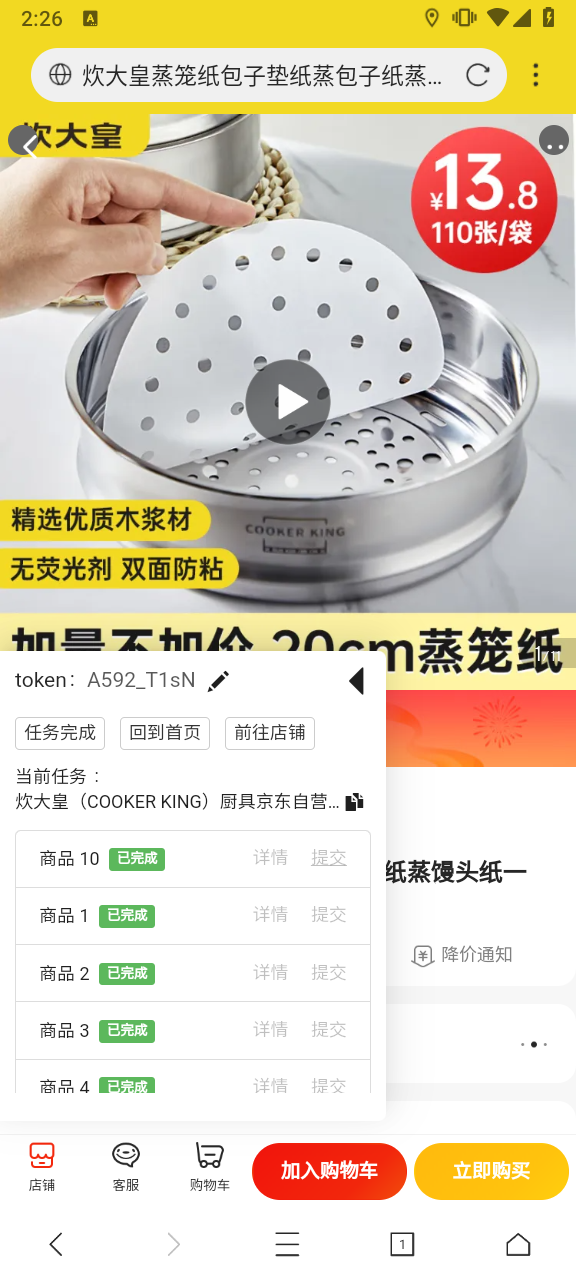 2:26
A
炊大皇蒸笼纸包子垫纸蒸包子纸蒸...
炊大皇
¥13.8
110张/袋
COOKER KING
精选优质木浆材
无荧光剂 双面防粘
加量不加价 20cm蒸笼纸
1/11
token： A592_T1sN
任务完成 回到首页 前往店铺
当前任务：
炊大皇（COOKER KING）厨具京东自营...
纸蒸馒头纸一
商品 10 已完成 详情 提交
商品 1 已完成 详情 提交
降价通知
商品 2 已完成 详情 提交
商品 3 已完成 详情 提交
商品 4 已完成 详情 提交
店铺 客服 购物车 加入购物车 立即购买
1